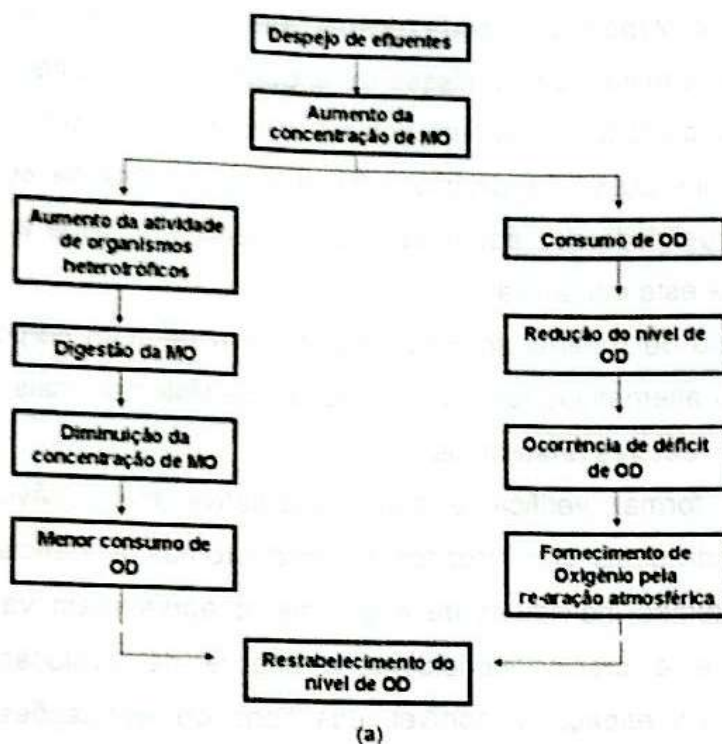 Despejo de efluentes
Aumento da
concentração de MO
Aumento da atividade
de organismos
heterotróficos
Digestão da MO
Diminuição da
concentração de MO
Menor consumo de
OD
Consumo de OD
Redução do nível de
OD
Ocorrência de déficit
de OD
Fornecimento de
Oxigênio pela
re-aração atmosférica
Restabelecimento do
nível de OD
(a)